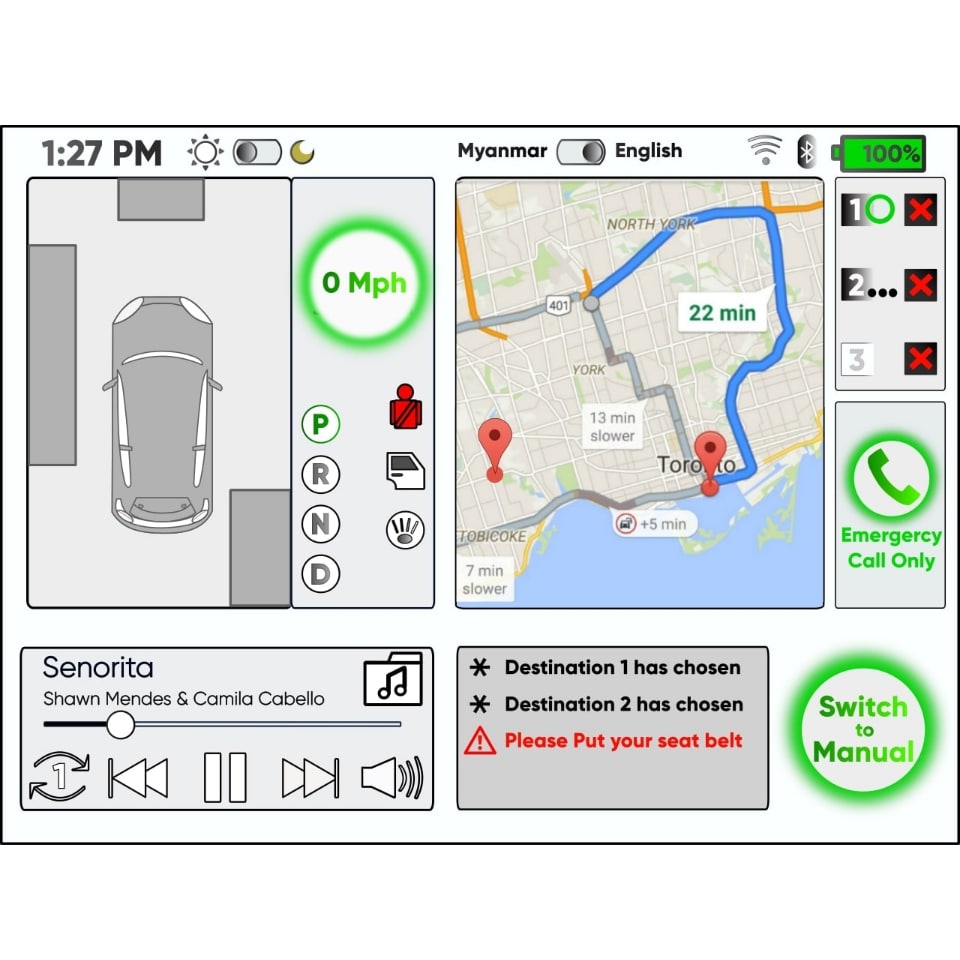 1:27 PM
Myanmar English
100%
0 Mph
P
R
N
D
NORTH YORK
401
22 min
YORK
13 min
slower
Toronto
+5 min
TOBICOKE
7 min
slower
1
2...
3
Emergency
Call Only
Senorita
Shawn Mendes & Camila Cabello
1
Destination 1 has chosen
Destination 2 has chosen
Please Put your seat belt
Switch
to
Manual